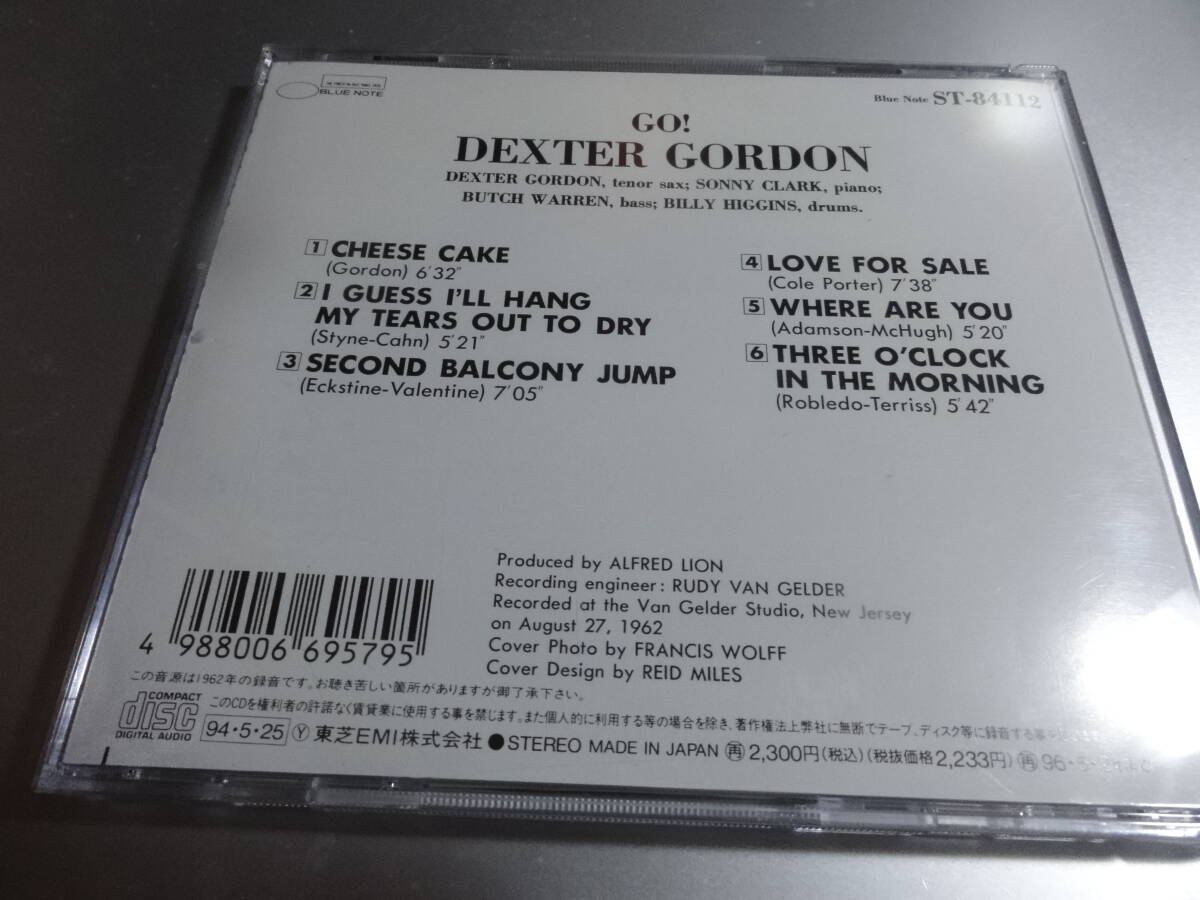 BLUE NOTE
Blue Note ST-84112
GO!
DEXTER GORDON
DEXTER GORDON, tenor sax; SONNY CLARK, piano;
BUTCH WARREN, bass; BILLY HIGGINS, drums.
1 CHEESE CAKE
(Gordon) 6'32"
2 I GUESS I'LL HANG
MY TEARS OUT TO DRY
(Styne-Cahn) 5'21"
3 SECOND BALCONY JUMP
(Eckstine-Valentine) 7'05"
4 LOVE FOR SALE
(Cole Porter) 7'38"
5 WHERE ARE YOU
(Adamson-McHugh) 5'20"
6 THREE O'CLOCK
IN THE MORNING
(Robledo-Terriss) 5'42"
Produced by ALFRED LION
Recording engineer: RUDY VAN GELDER
Recorded at the Van Gelder Studio, New Jersey
on August 27, 1962
Cover Photo by FRANCIS WOLFF
Cover Design by REID MILES
4 988006 695795
この音源は1962年の録音です。お聴き苦しい箇所がありますが御了承下さい。
COMPACT
disc
DIGITAL AUDIO
このCDを権利者の許諾なく賃貸業に使用する事を禁じます。また個人的に利用する等の場合を除き、著作権法上弊社に無断でテープ、ディスク等に録音する事
94・5・25 Ⓨ 東芝EMI株式会社 ●STEREO MADE IN JAPAN ㊢再 2,300円(税込)(税抜価格2,233円) 再 96・5・24まで